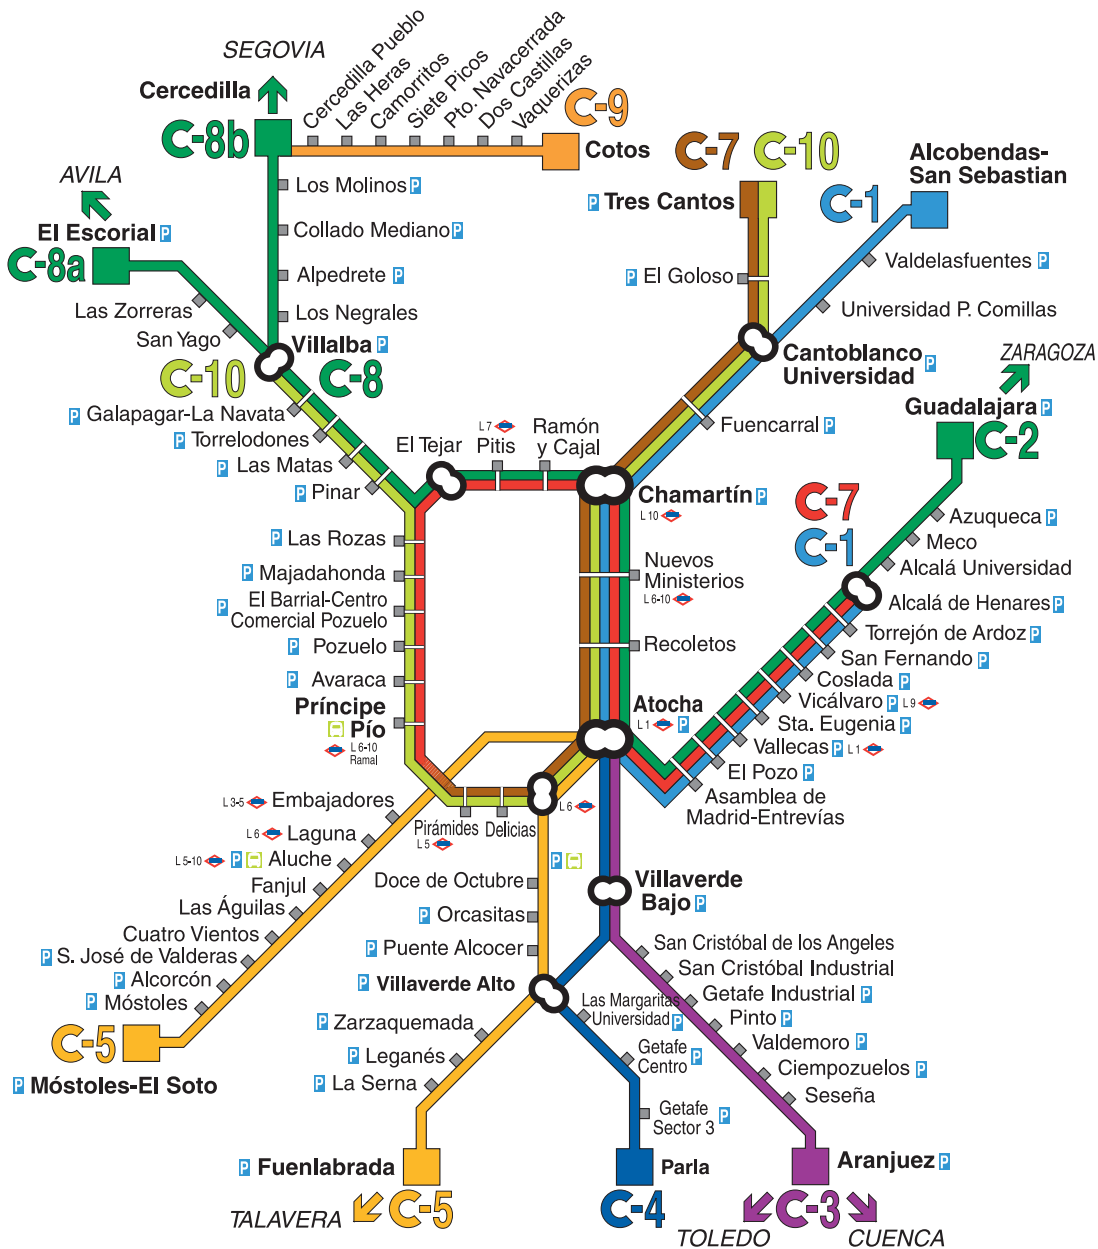 SEGOVIA
Cercedilla
C-8b
Cercedilla Pueblo
Las Heras
Camorritos
Siete Picos
Pto. Navacerrada
Dos Castillas
Vaquerizas
C-9
Cotos
C-7
C-10
Tres Cantos
P
Alcobendas-
San Sebastian
C-1
AVILA
El Escorial P
C-8a
Los Molinos P
Collado Mediano P
Alpedrete P
Los Negrales
Las Zorreras
San Yago
Villalba P
C-10
C-8
P El Goloso
Valdelasfuentes P
Universidad P. Comillas
Cantoblanco
Universidad P
ZARAGOZA
Guadalajara P
C-2
P Galapagar-La Navata
P Torrelodones
P Las Matas
P Pinar
El Tejar
L 7
Pitis
Ramón
y Cajal
Fuencarral P
Chamartín P
L 10
C-7
C-1
Azuqueca P
Meco
Alcalá Universidad
Alcalá de Henares P
Torrejón de Ardoz P
San Fernando P
Coslada P
Vicálvaro P L 9
Sta. Eugenia P
Vallecas P L 1
El Pozo P
Asamblea de
Madrid-Entrevías
P Las Rozas
P Majadahonda
P El Barrial-Centro
Comercial Pozuelo
P Pozuelo
P Avaraca
Príncipe
Pío
L 6-10
Ramal
Nuevos
Ministerios
L 6-10
Recoletos
Atocha
L 1 P
L 3-5 Embajadores
L 6 Laguna
L 5-10 P Aluche
Fanjul
Las Águilas
Cuatro Vientos
P S. José de Valderas
P Alcorcón
P Móstoles
C-5
P Móstoles-El Soto
Pirámides
L 5
Delicias
L 6
P
Doce de Octubre
P Orcasitas
P Puente Alcocer
P Villaverde Alto
Villaverde
Bajo P
San Cristóbal de los Angeles
San Cristóbal Industrial
Getafe Industrial P
Pinto P
Valdemoro P
Ciempozuelos P
Seseña
Las Margaritas
Universidad P
Getafe
Centro P
Getafe
Sector 3 P
P Zarzaquemada
P Leganés
P La Serna
P Fuenlabrada
TALAVERA
C-5
Parla
C-4
Aranjuez P
C-3
TOLEDO
CUENCA